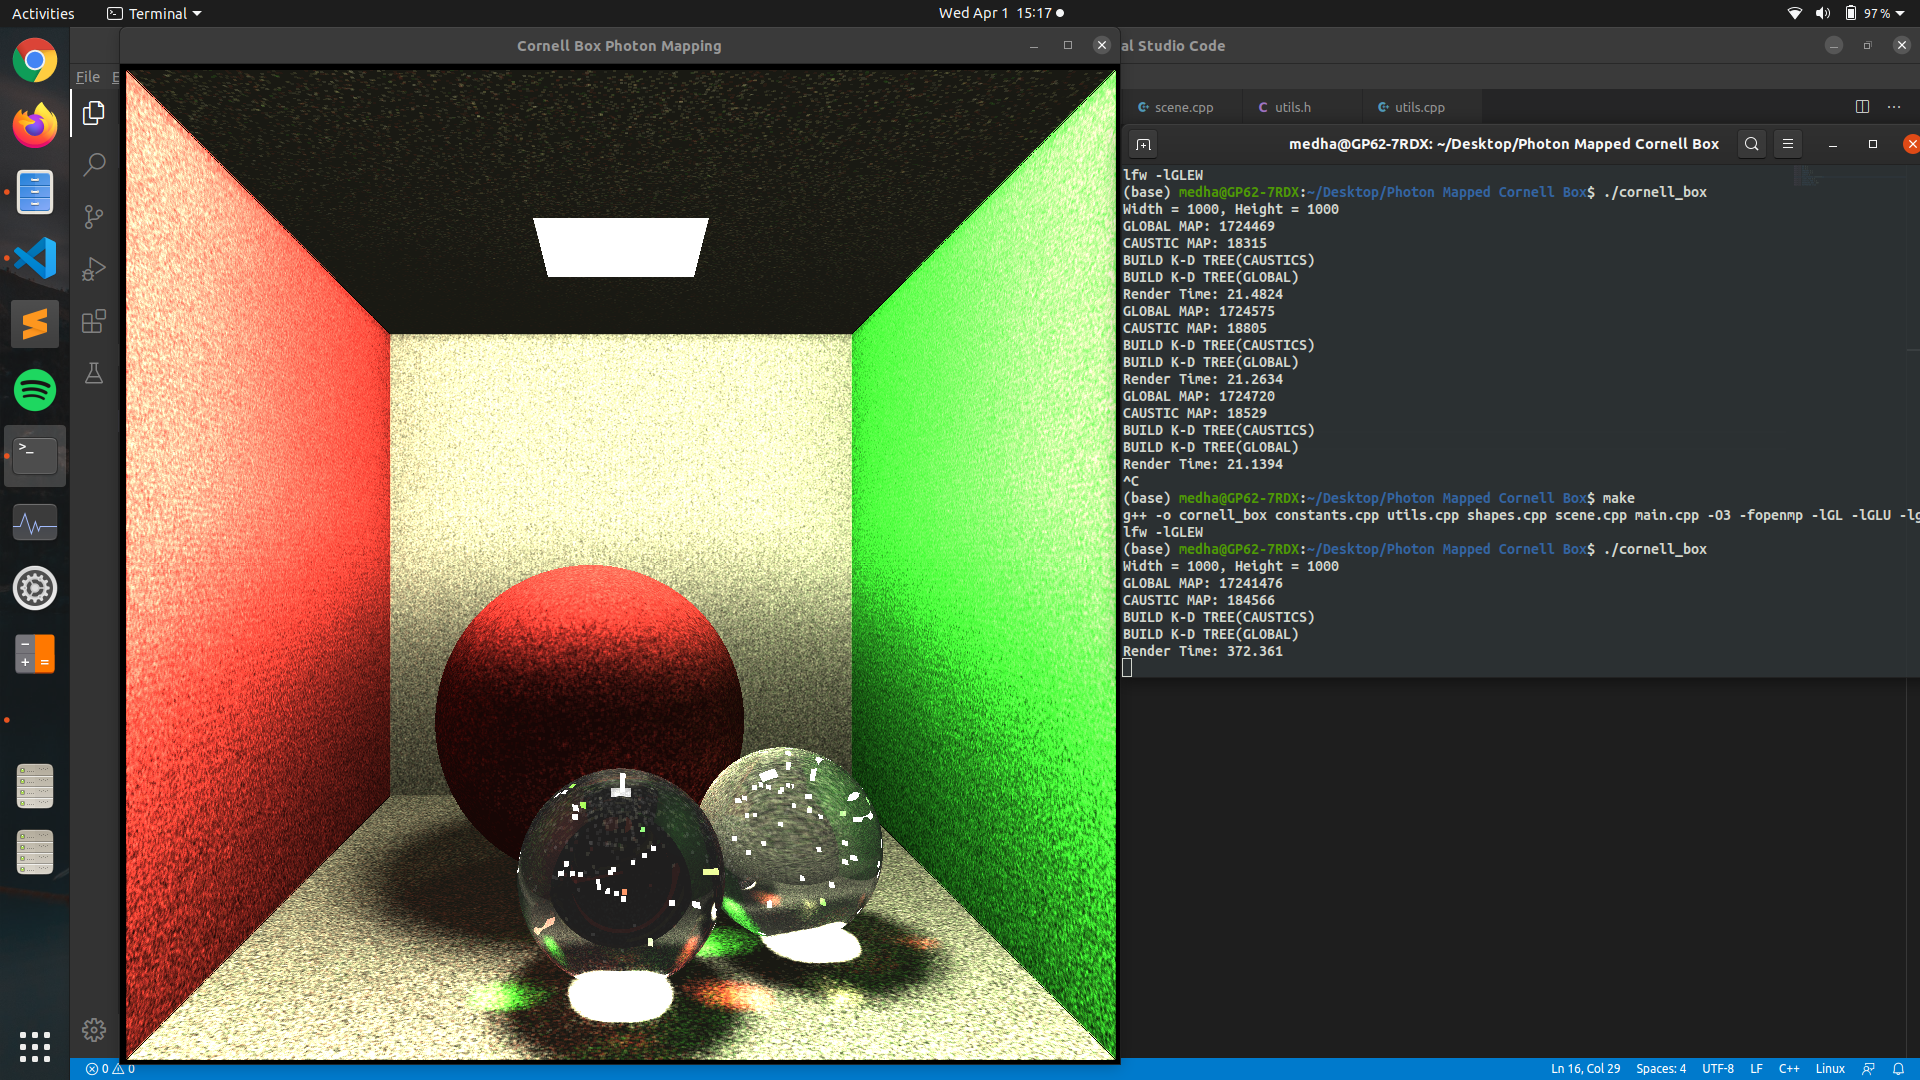 Activities
Terminal
Wed Apr 1 15:17
97 %
Cornell Box Photon Mapping
al Studio Code
File
E
scene.cpp
utils.h
utils.cpp
medha@GP62-7RDX: ~/Desktop/Photon Mapped Cornell Box
lfw -lGLEW
(base) medha@GP62-7RDX:~/Desktop/Photon Mapped Cornell Box$ ./cornell_box
Width = 1000, Height = 1000
GLOBAL MAP: 1724469
CAUSTIC MAP: 18315
BUILD K-D TREE(CAUSTICS)
BUILD K-D TREE(GLOBAL)
Render Time: 21.4824
GLOBAL MAP: 1724575
CAUSTIC MAP: 18805
BUILD K-D TREE(CAUSTICS)
BUILD K-D TREE(GLOBAL)
Render Time: 21.2634
GLOBAL MAP: 1724720
CAUSTIC MAP: 18529
BUILD K-D TREE(CAUSTICS)
BUILD K-D TREE(GLOBAL)
Render Time: 21.1394
^C
(base) medha@GP62-7RDX:~/Desktop/Photon Mapped Cornell Box$ make
g++ -o cornell_box constants.cpp utils.cpp shapes.cpp scene.cpp main.cpp -O3 -fopenmp -lGL -lGLU -lg
lfw -lGLEW
(base) medha@GP62-7RDX:~/Desktop/Photon Mapped Cornell Box$ ./cornell_box
Width = 1000, Height = 1000
GLOBAL MAP: 17241476
CAUSTIC MAP: 184566
BUILD K-D TREE(CAUSTICS)
BUILD K-D TREE(GLOBAL)
Render Time: 372.361
0 0
Ln 16, Col 29
Spaces: 4
UTF-8
LF
C++
Linux